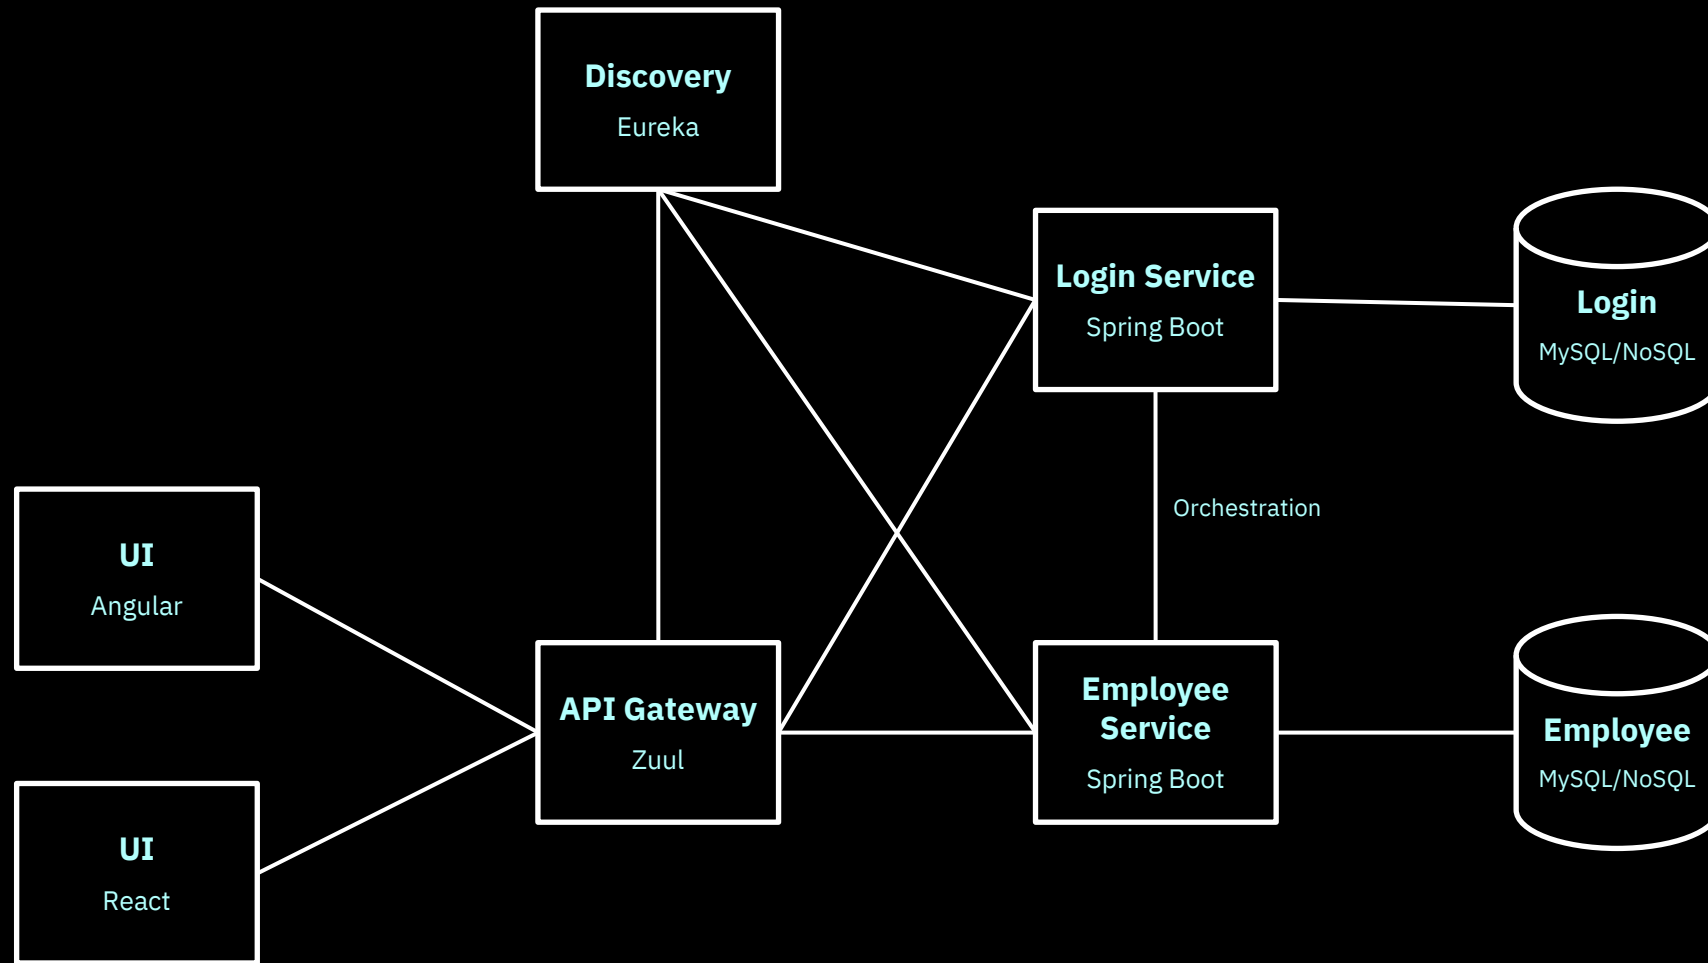 Discovery
Eureka
Login Service
Spring Boot
Login
MySQL/NoSQL
Orchestration
UI
Angular
API Gateway
Zuul
Employee
Service
Spring Boot
Employee
MySQL/NoSQL
UI
React